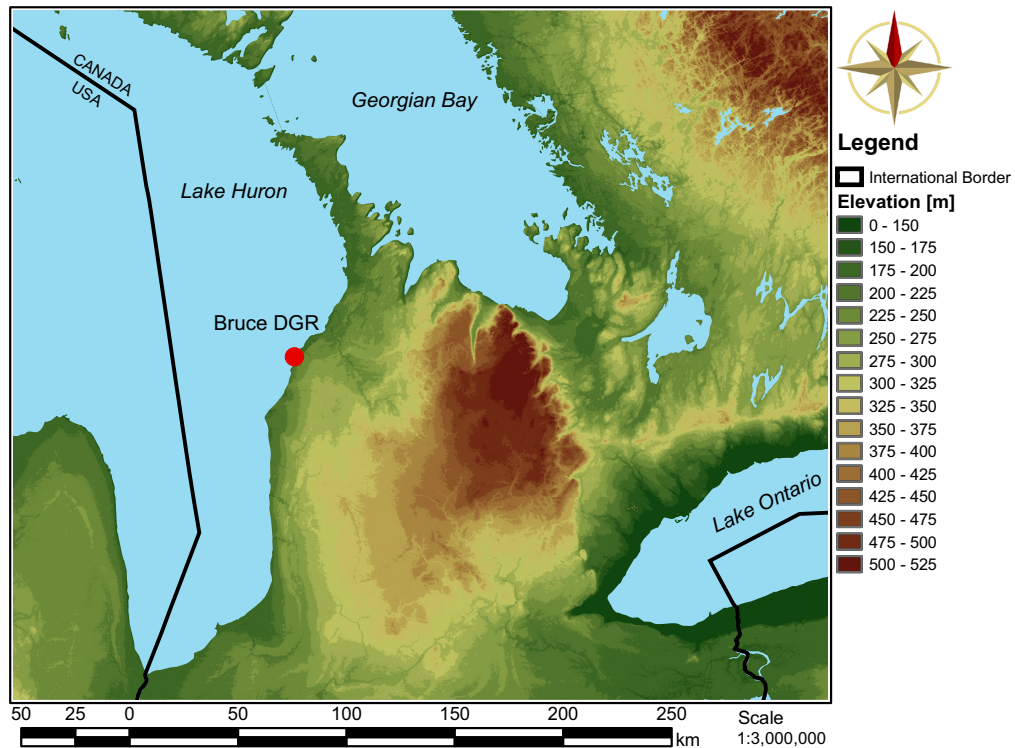 CANADA
USA
Georgian Bay
Lake Huron
Bruce DGR
Lake Ontario
Legend
International Border
Elevation [m]
0 - 150
150 - 175
175 - 200
200 - 225
225 - 250
250 - 275
275 - 300
300 - 325
325 - 350
350 - 375
375 - 400
400 - 425
425 - 450
450 - 475
475 - 500
500 - 525
50 25 0 50 100 150 200 250
km
Scale
1:3,000,000